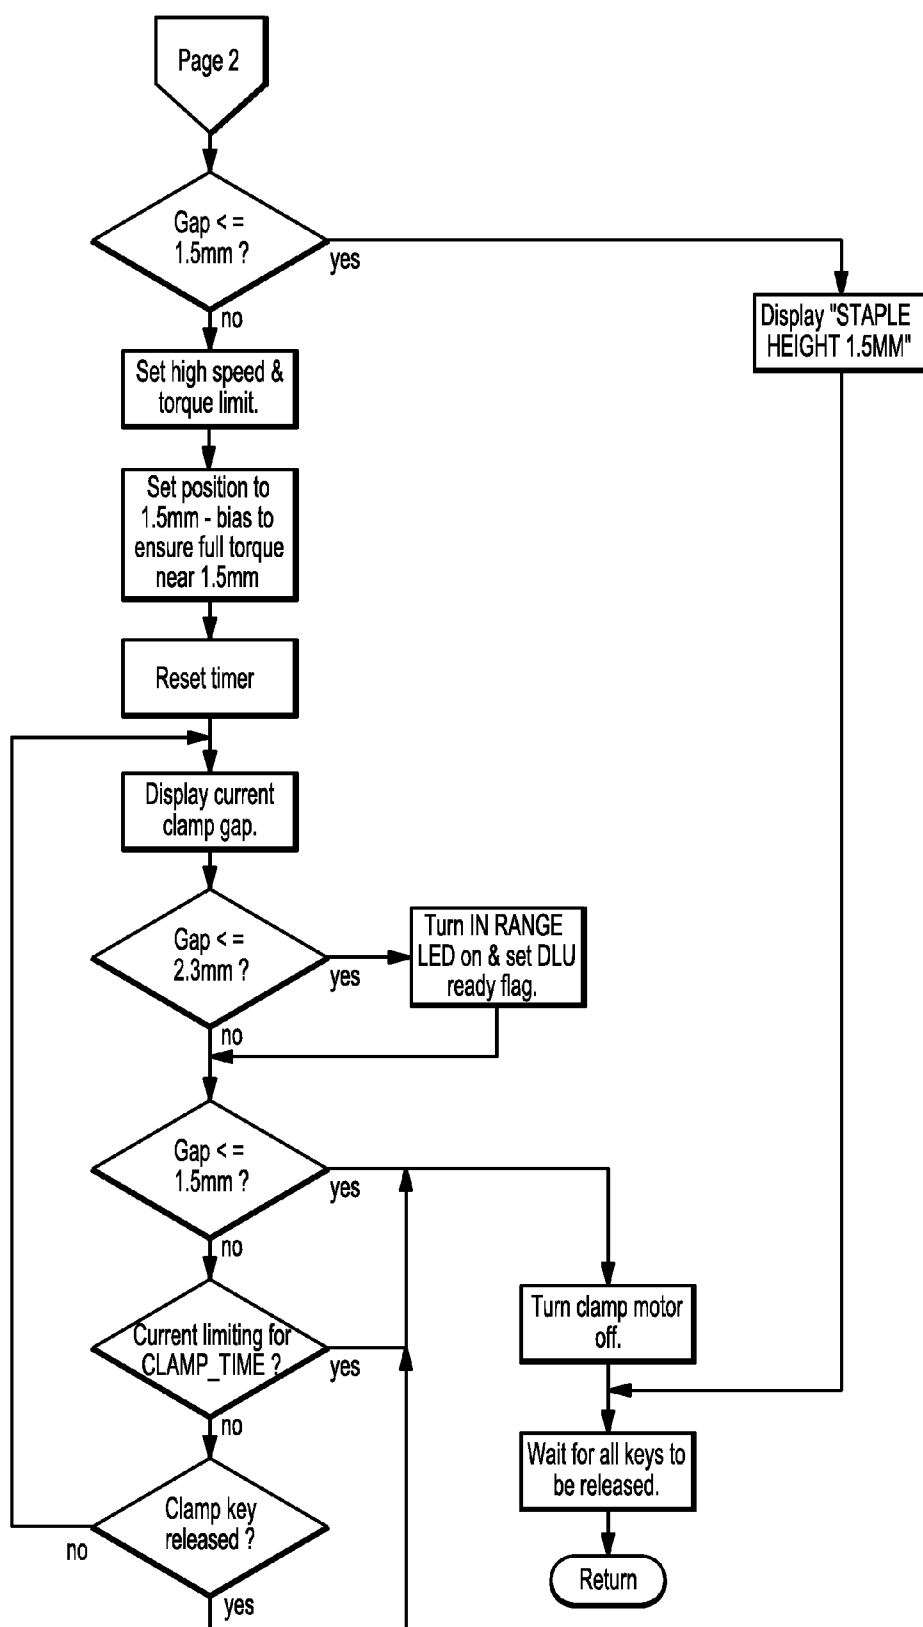 Page 2
Gap < =
1.5mm ?
yes
no
Display "STAPLE
HEIGHT 1.5MM"
Set high speed &
torque limit.
Set position to
1.5mm - bias to
ensure full torque
near 1.5mm
Reset timer
Display current
clamp gap.
Gap < =
2.3mm ?
yes
Turn IN RANGE
LED on & set DLU
ready flag.
no
Gap < =
1.5mm ?
yes
no
Turn clamp motor
off.
Current limiting for
CLAMP_TIME ?
yes
no
Wait for all keys to
be released.
Clamp key
released ?
no
yes
Return